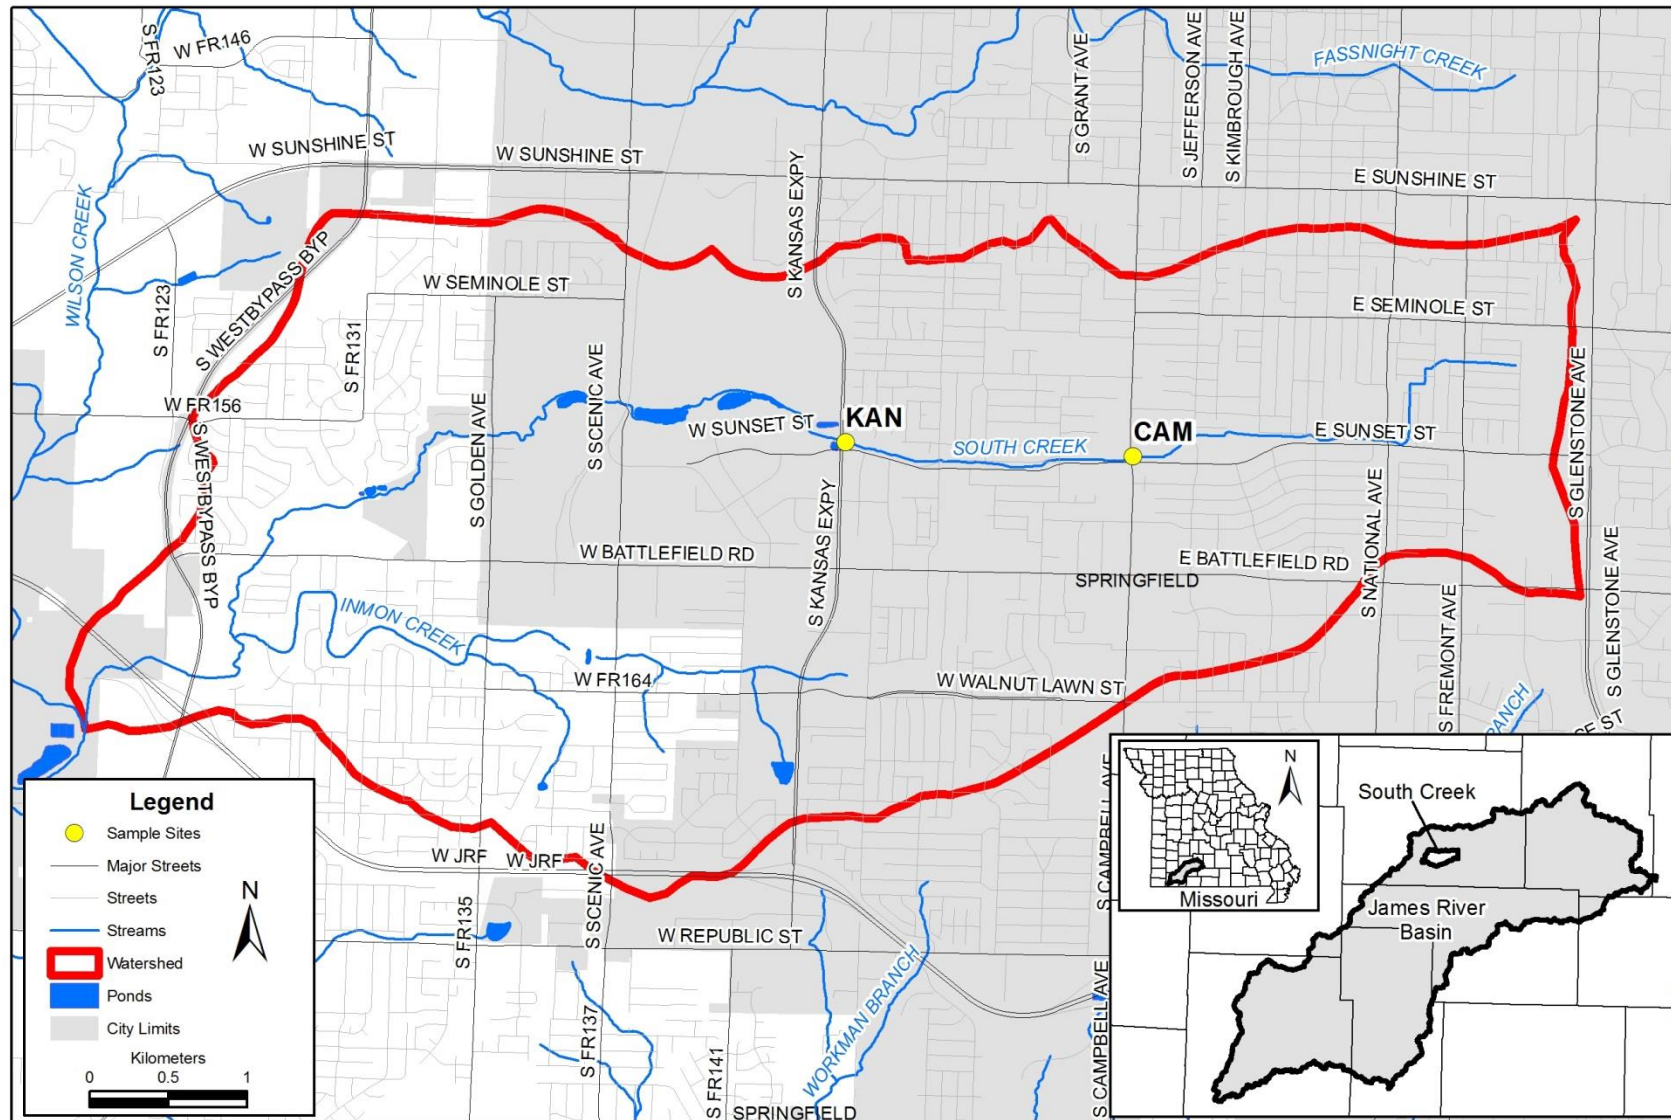 S FR123
W FR146
S GRANT AVE
S JEFFERSON AVE
S KIMBROUGH AVE
FASSNIGHT CREEK
W SUNSHINE ST
W SUNSHINE ST
E SUNSHINE ST
WILSON CREEK
S KANSAS EXPY
S WESTBYPASS BYP
W SEMINOLE ST
E SEMINOLE ST
S FR123
S FR131
S SCENIC AVE
S GLENSTONE AVE
W FR156
S GOLDEN AVE
W SUNSET ST
KAN
SOUTH CREEK
CAM
E SUNSET ST
S WESTBYPASS BYP
S KANSAS EXPY
S NATIONAL AVE
W BATTLEFIELD RD
E BATTLEFIELD RD
SPRINGFIELD
S GLENSTONE AVE
S FREMONT AVE
INMON CREEK
W FR164
W WALNUT LAWN ST
S CAMPBELL AVE
W JRF
W JRF
S SCENIC AVE
S FR135
W REPUBLIC ST
WORKMAN BRANCH
S CAMPBELL AVE
S FR137
S FR141
SPRINGFIELD
Legend
Sample Sites
Major Streets
Streets
Streams
Watershed
Ponds
City Limits
N
Kilometers
0 0.5 1
N
Missouri
South Creek
James River
Basin